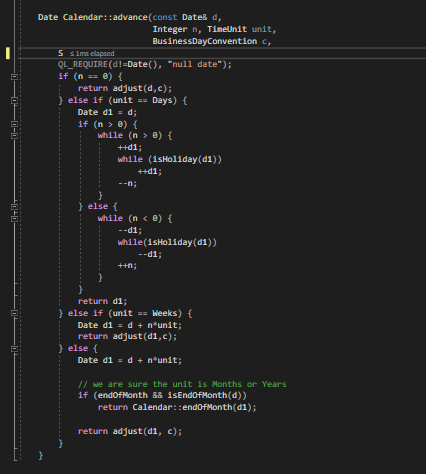 Date Calendar::advance(const Date& d,
Integer n, TimeUnit unit,
BusinessDayConvention c,
S ≤ 1ms elapsed
QL_REQUIRE(d!=Date(), "null date");
if (n == 0) {
return adjust(d,c);
} else if (unit == Days) {
Date d1 = d;
if (n > 0) {
while (n > 0) {
++d1;
while (isHoliday(d1))
++d1;
--n;
}
} else {
while (n < 0) {
--d1;
while(isHoliday(d1))
--d1;
++n;
}
}
return d1;
} else if (unit == Weeks) {
Date d1 = d + n*unit;
return adjust(d1,c);
} else {
Date d1 = d + n*unit;
// we are sure the unit is Months or Years
if (endOfMonth && isEndOfMonth(d))
return Calendar::endOfMonth(d1);
return adjust(d1, c);
}
}